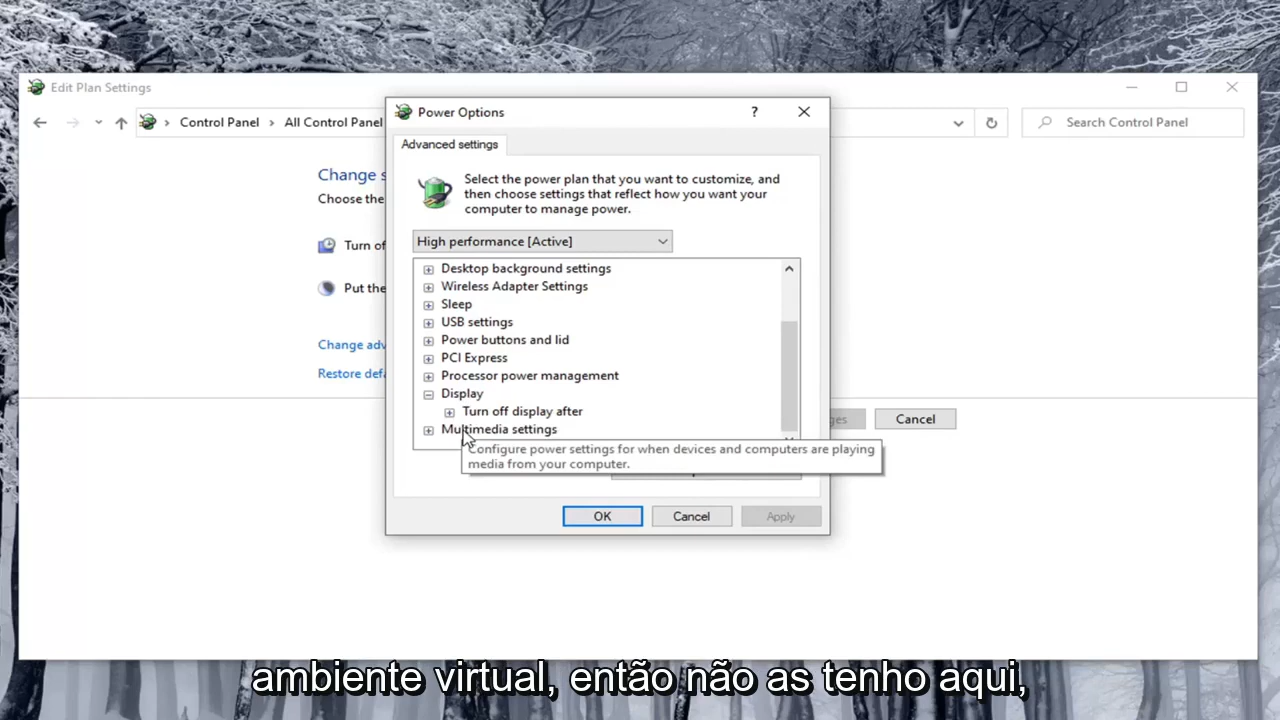 Edit Plan Settings
Control Panel > All Control Panel
Search Control Panel
Power Options
?
Advanced settings
Select the power plan that you want to customize, and
then choose settings that reflect how you want your
computer to manage power.
High performance [Active]
Desktop background settings
Wireless Adapter Settings
Sleep
USB settings
Power buttons and lid
PCI Express
Processor power management
Display
Turn off display after
Multimedia settings
Configure power settings for when devices and computers are playing
media from your computer.
OK
Cancel
Apply
Change s
Choose the
Turn of
Put the
Change adv
Restore defa
ges
Cancel
ambiente virtual, então não as tenho aqui,